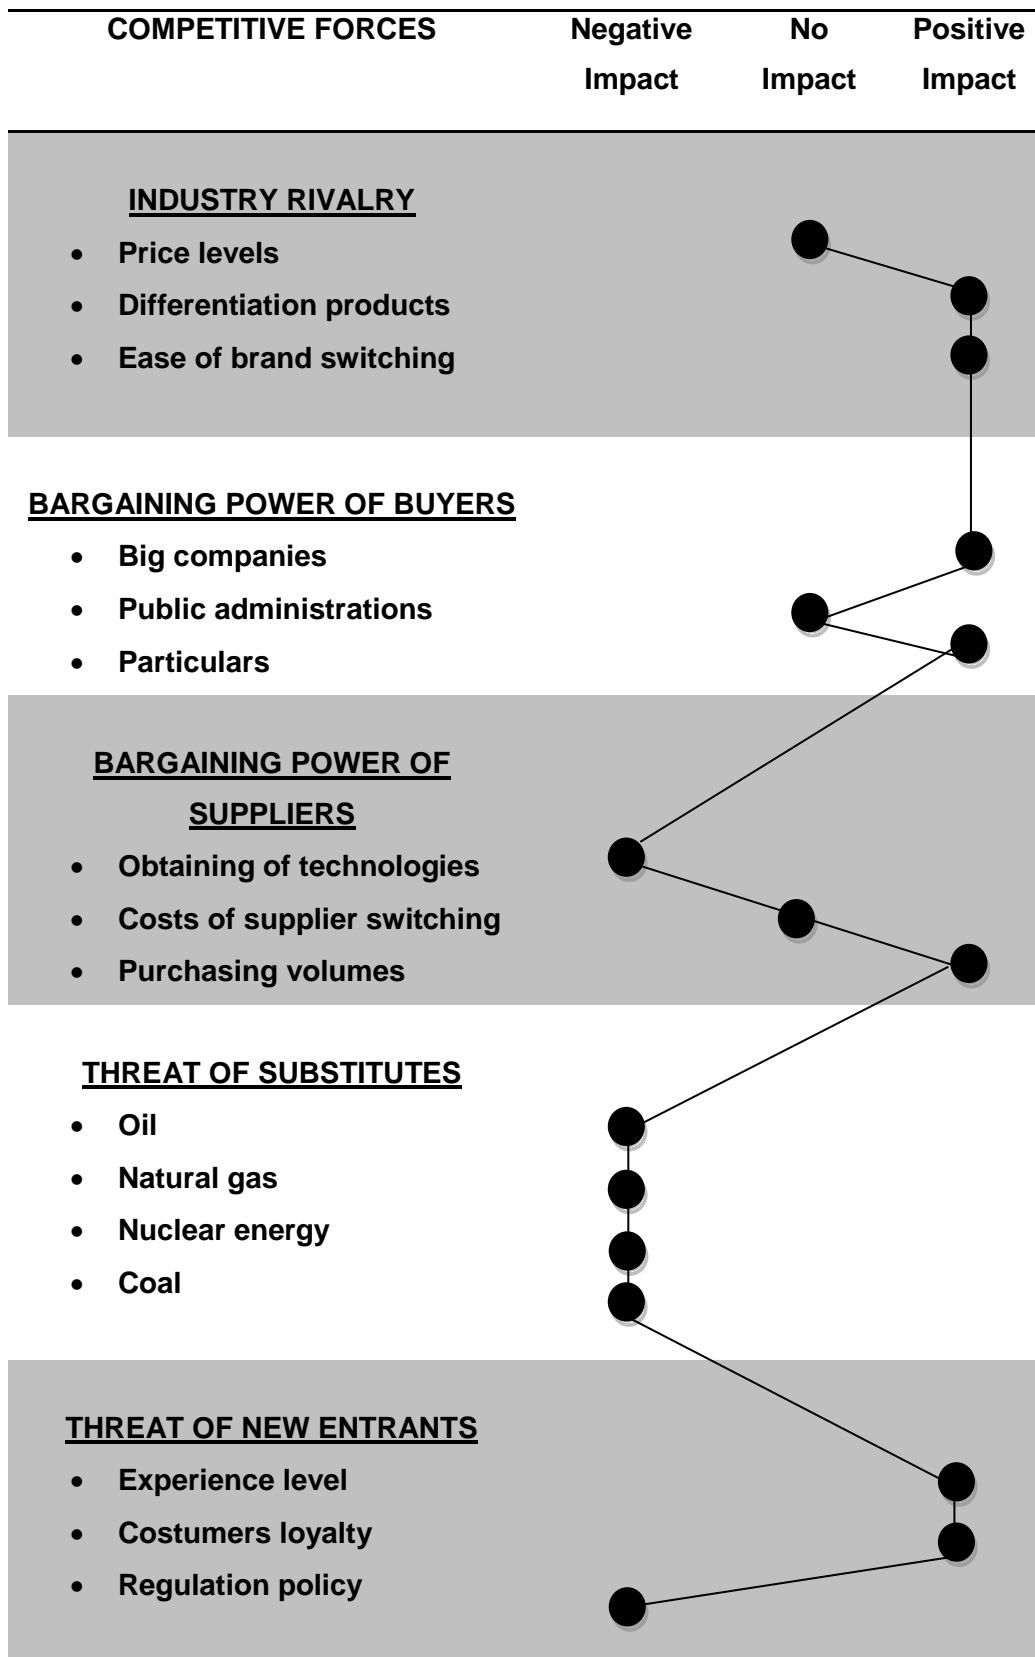 COMPETITIVE FORCES Negative Impact No Impact Positive Impact
INDUSTRY RIVALRY
• Price levels
• Differentiation products
• Ease of brand switching
BARGAINING POWER OF BUYERS
• Big companies
• Public administrations
• Particulars
BARGAINING POWER OF
SUPPLIERS
• Obtaining of technologies
• Costs of supplier switching
• Purchasing volumes
THREAT OF SUBSTITUTES
• Oil
• Natural gas
• Nuclear energy
• Coal
THREAT OF NEW ENTRANTS
• Experience level
• Costumers loyalty
• Regulation policy